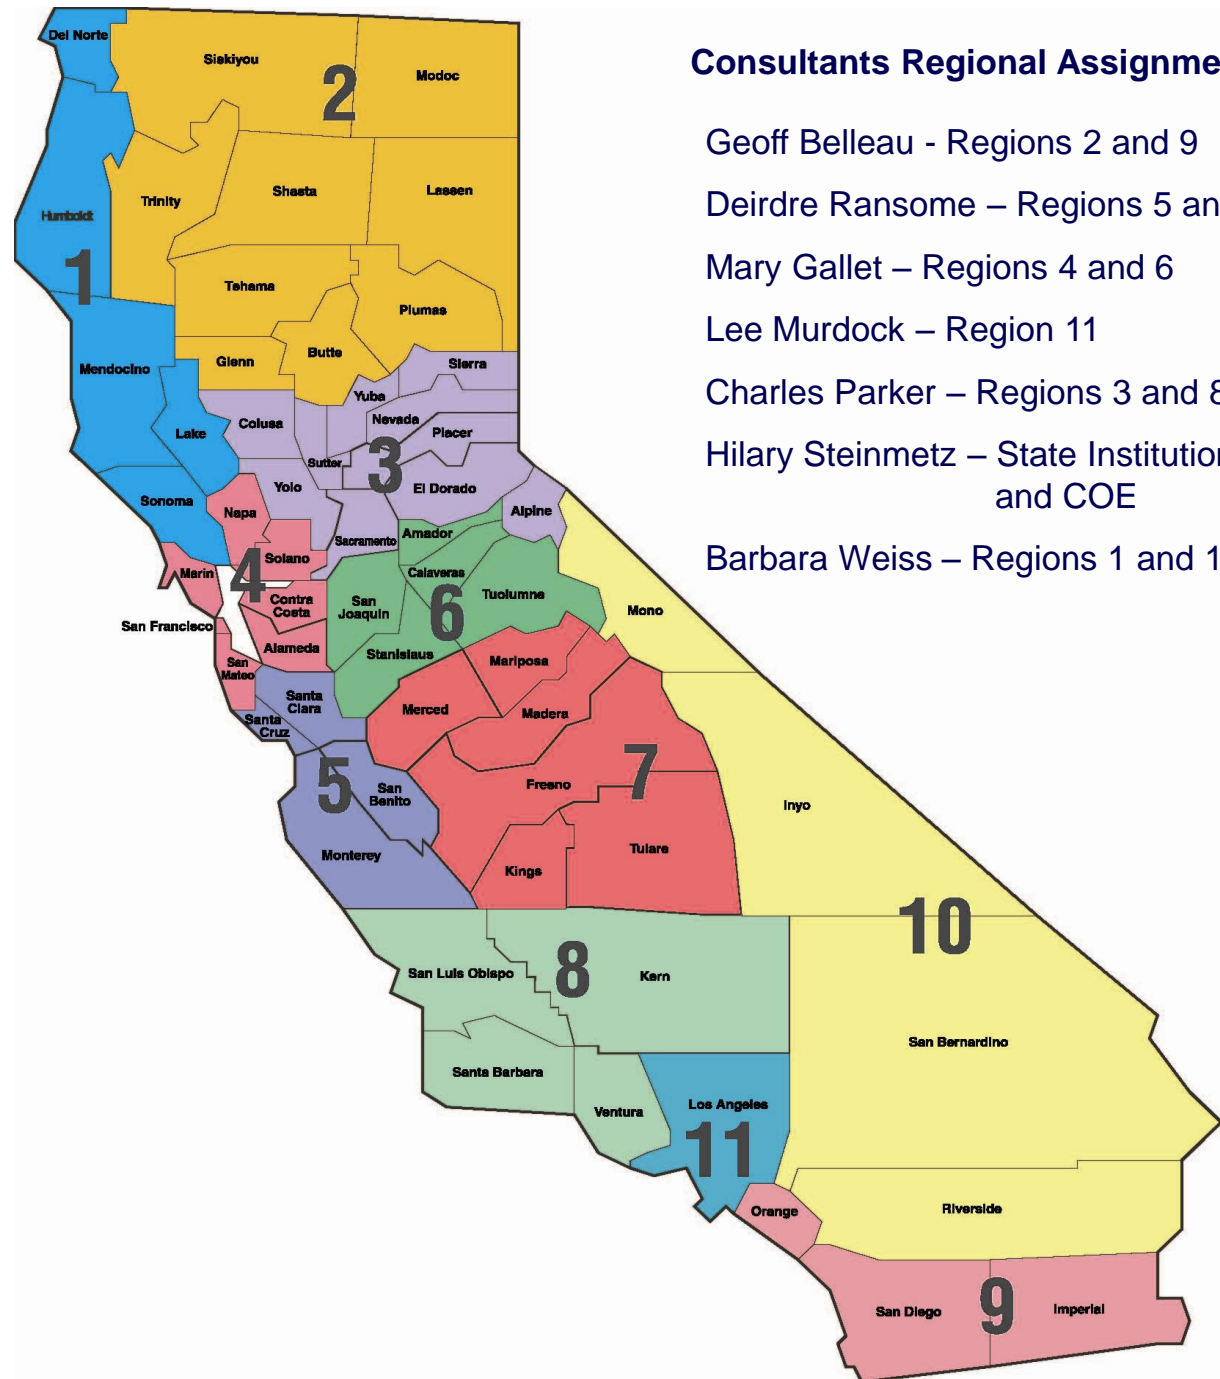 Consultants Regional Assignme
Geoff Belleau - Regions 2 and 9
Deirdre Ransome – Regions 5 an
Mary Gallet – Regions 4 and 6
Lee Murdock – Region 11
Charles Parker – Regions 3 and 8
Hilary Steinmetz – State Institution
and COE
Barbara Weiss – Regions 1 and 1
Del Norte
Siskiyou
Modoc
2
Humboldt
Trinity
Shasta
Lassen
1
Tehama
Plumas
Mendocino
Glenn
Butte
Sierra
Yuba
Nevada
Colusa
Placer
Lake
Sutter
3
Yolo
El Dorado
Sonoma
Napa
Alpine
Sacramento
Amador
Solano
Marin
4
Calaveras
Contra
Costa
San
Joaquin
Tuolumne
6
Mono
San Francisco
Alameda
Stanislaus
San
Mateo
Mariposa
Santa
Clara
Merced
Madera
Santa
Cruz
5
San
Benito
Fresno
7
Inyo
Monterey
Tulare
Kings
10
San Luis Obispo
8
Kern
San Bernardino
Santa Barbara
Ventura
Los Angeles
11
Orange
Riverside
San Diego
9
Imperial